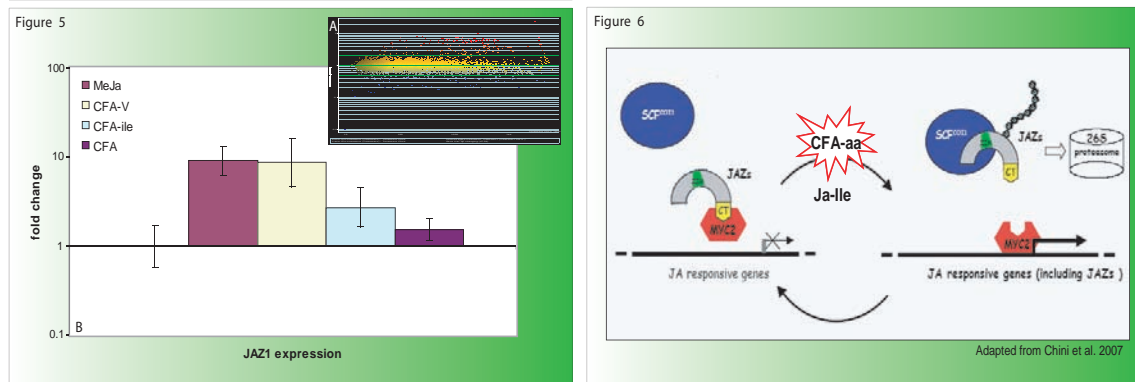 Figure 5
A
100
10
1
0.1
fold change
MeJa
CFA-V
CFA-ile
CFA
B
JAZ1 expression
Figure 6
JAZs
CT
MYC2
JA responsive genes
CFA-aa
Ja-Ile
JAZs
CT
26S
proteasome
MYC2
JA responsive genes (including JAZs )
Adapted from Chini et al. 2007